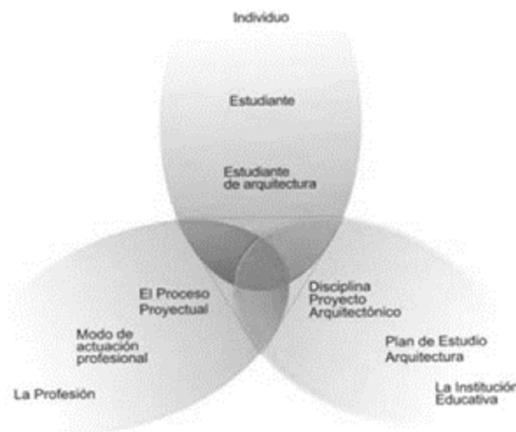 Individuo
Estudiante
Estudiante
de arquitectura
El Proceso
Proyectual
Modo de
actuación
profesional
La Profesión
Disciplina
Proyecto
Arquitectónico
Plan de Estudio
Arquitectura
La Institución
Educativa